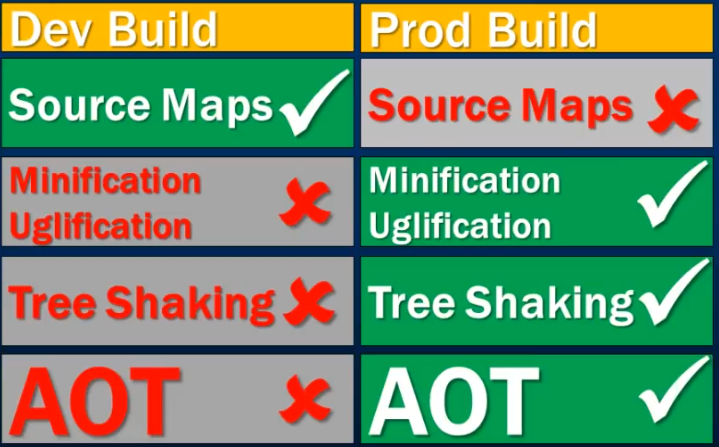 Dev Build
Prod Build
Source Maps
Source Maps
Minification
Uglification
Minification
Uglification
Tree Shaking
Tree Shaking
AOT
AOT